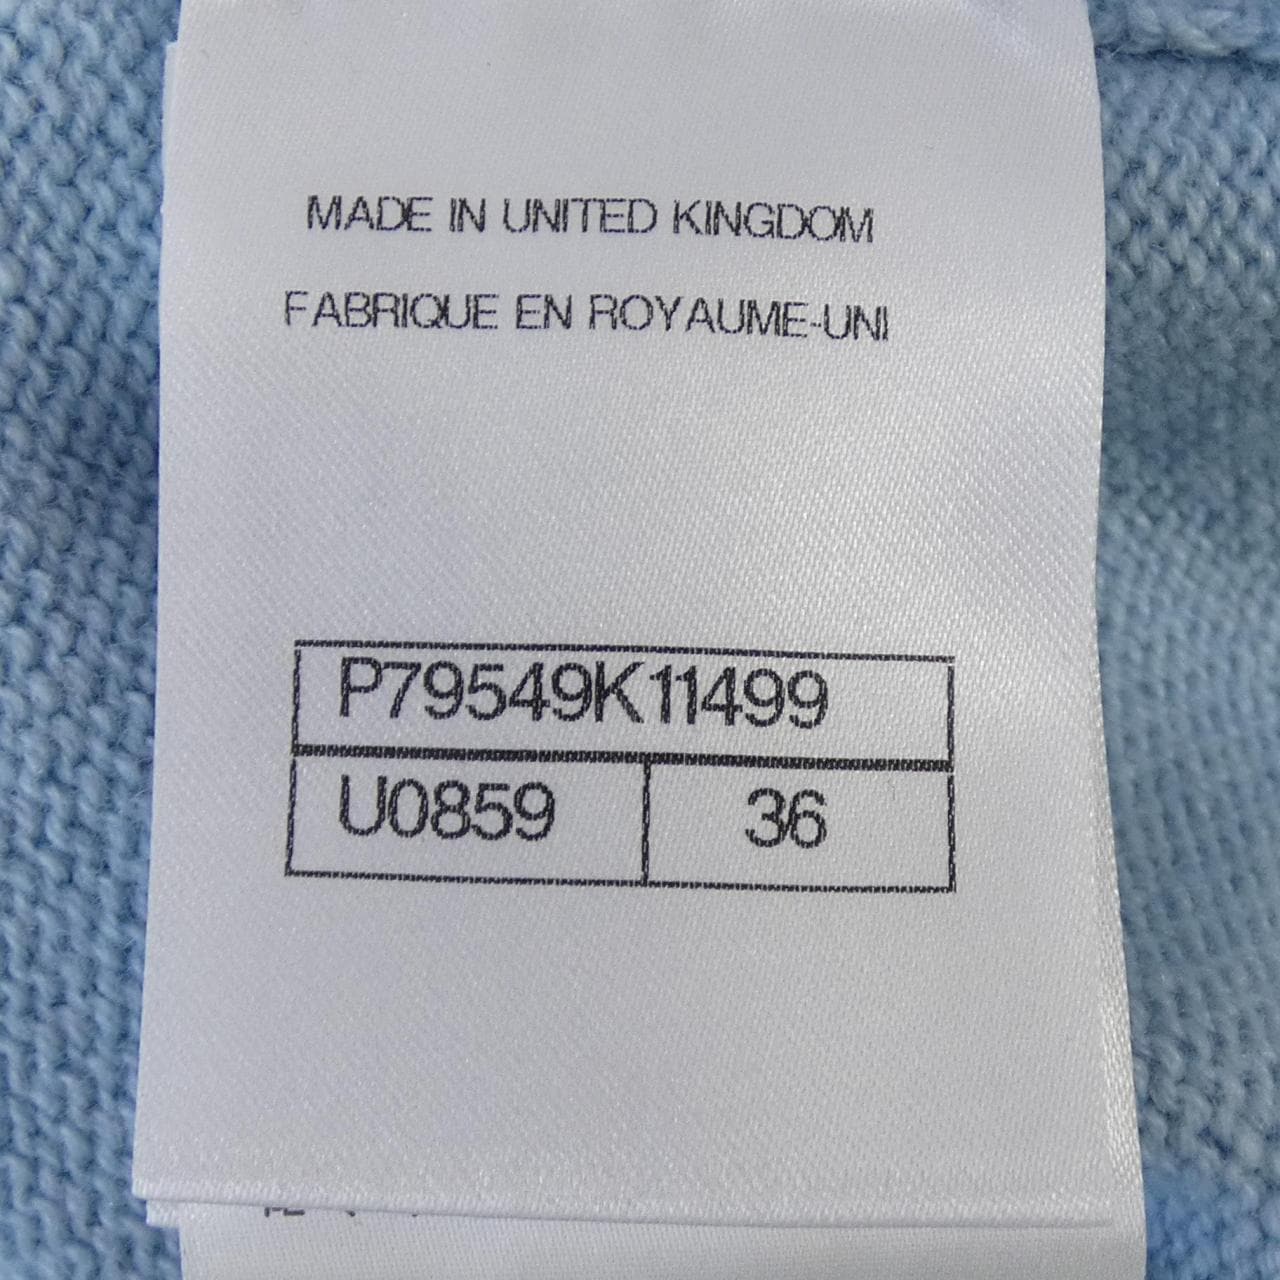 MADE IN UNITED KINGDOM
FABRIQUE EN ROYAUME-UNI
P79549K11499
U0859 36